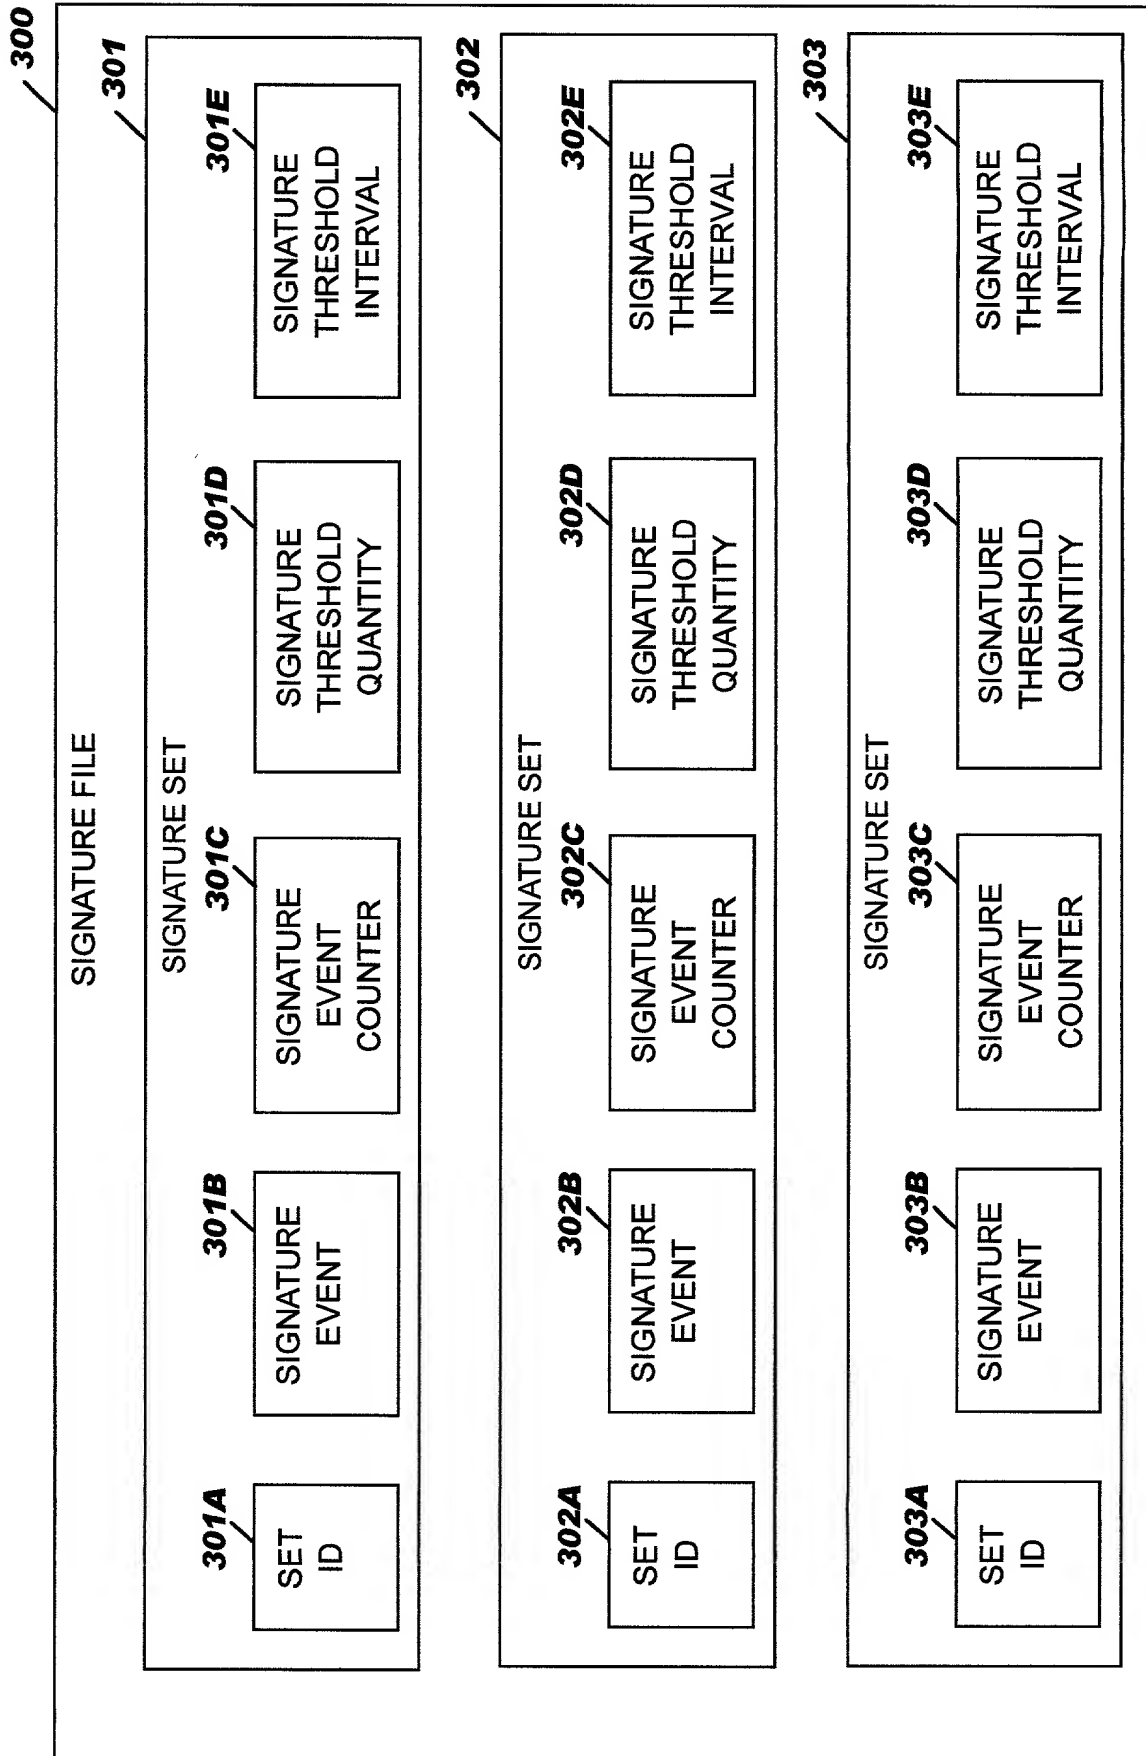 300
SIGNATURE FILE
301
SIGNATURE SET
301A
SET
ID
301B
SIGNATURE
EVENT
301C
SIGNATURE
EVENT
COUNTER
301D
SIGNATURE
THRESHOLD
QUANTITY
301E
SIGNATURE
THRESHOLD
INTERVAL
302
SIGNATURE SET
302A
SET
ID
302B
SIGNATURE
EVENT
302C
SIGNATURE
EVENT
COUNTER
302D
SIGNATURE
THRESHOLD
QUANTITY
302E
SIGNATURE
THRESHOLD
INTERVAL
303
SIGNATURE SET
303A
SET
ID
303B
SIGNATURE
EVENT
303C
SIGNATURE
EVENT
COUNTER
303D
SIGNATURE
THRESHOLD
QUANTITY
303E
SIGNATURE
THRESHOLD
INTERVAL